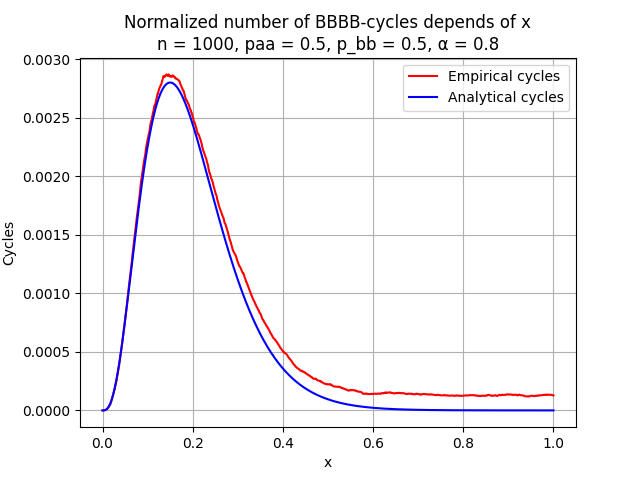 Normalized number of BBBB-cycles depends of x
n = 1000, paa = 0.5, p_bb = 0.5, α = 0.8
Empirical cycles
Analytical cycles
Cycles
0.0030
0.0025
0.0020
0.0015
0.0010
0.0005
0.0000
0.0 0.2 0.4 0.6 0.8 1.0
x